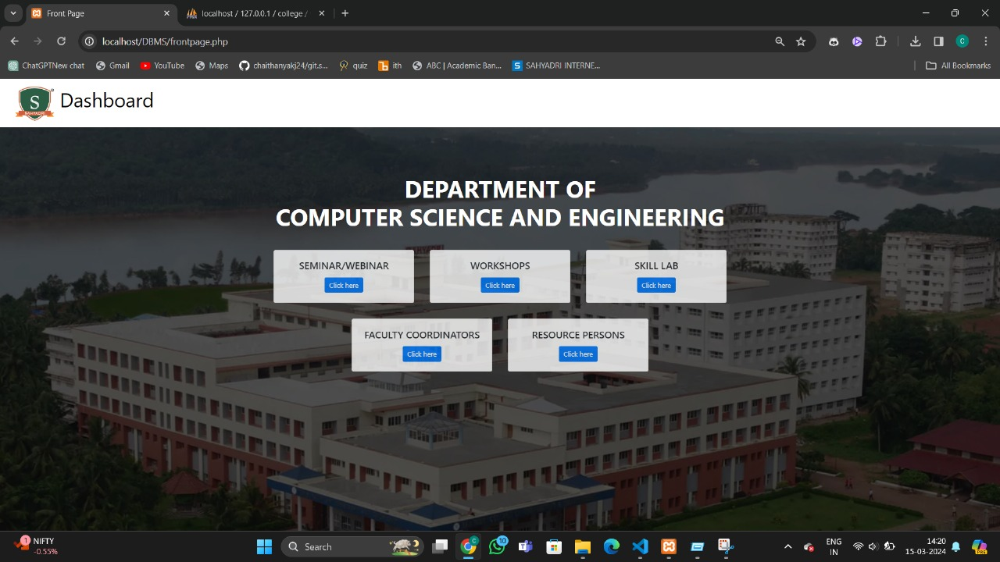 Front Page
localhost / 127.0.0.1 / college /
localhost/DBMS/frontpage.php
C
ChatGPTNew chat
Gmail
YouTube
Maps
chaithanyakj24/git.s...
quiz
ith
ABC | Academic Ban...
SAHYADRI INTERNE...
All Bookmarks
S
SAHYADRI
Dashboard
DEPARTMENT OF
COMPUTER SCIENCE AND ENGINEERING
SEMINAR/WEBINAR
Click here
WORKSHOPS
Click here
SKILL LAB
Click here
FACULTY COORDINATORS
Click here
RESOURCE PERSONS
Click here
1
NIFTY
-0.55%
Search
C
10
ENG
IN
14:20
15-03-2024
PRE